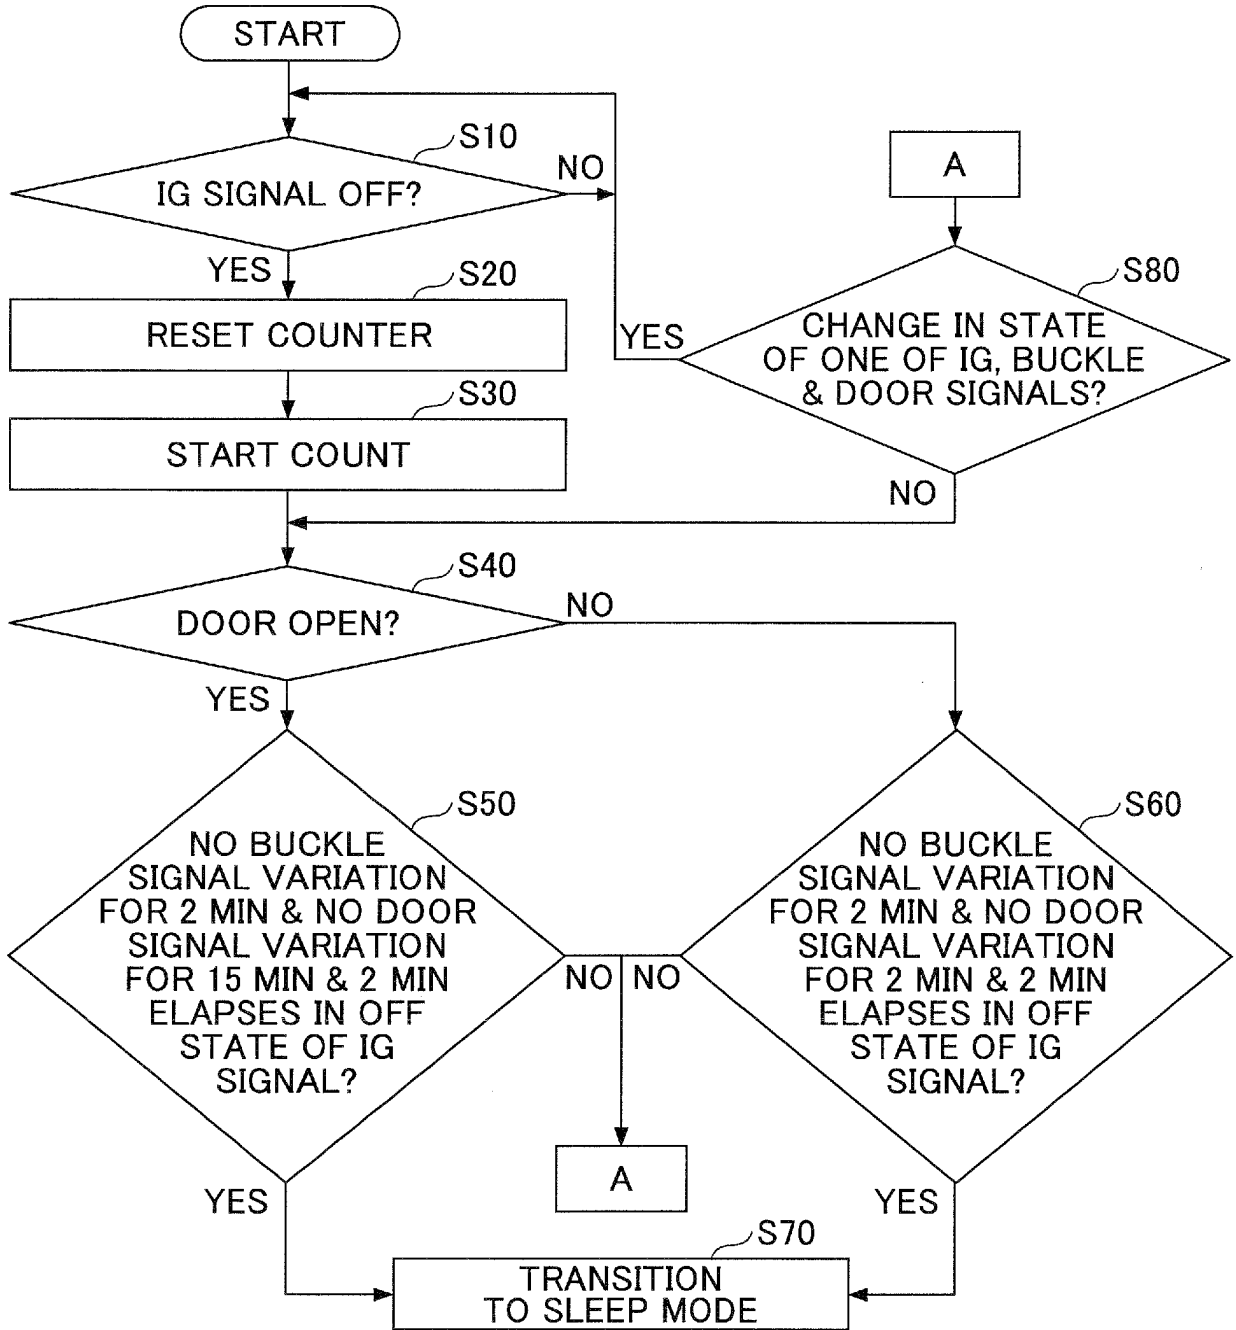 START
S10
IG SIGNAL OFF?
NO
A
YES
S20
RESET COUNTER
S80
CHANGE IN STATE
OF ONE OF IG, BUCKLE
& DOOR SIGNALS?
YES
S30
START COUNT
NO
S40
DOOR OPEN?
NO
YES
S50
NO BUCKLE
SIGNAL VARIATION
FOR 2 MIN & NO DOOR
SIGNAL VARIATION
FOR 15 MIN & 2 MIN
ELAPSES IN OFF
STATE OF IG
SIGNAL?
NO
S60
NO BUCKLE
SIGNAL VARIATION
FOR 2 MIN & NO DOOR
SIGNAL VARIATION
FOR 2 MIN & 2 MIN
ELAPSES IN OFF
STATE OF IG
SIGNAL?
NO
A
YES
YES
S70
TRANSITION
TO SLEEP MODE